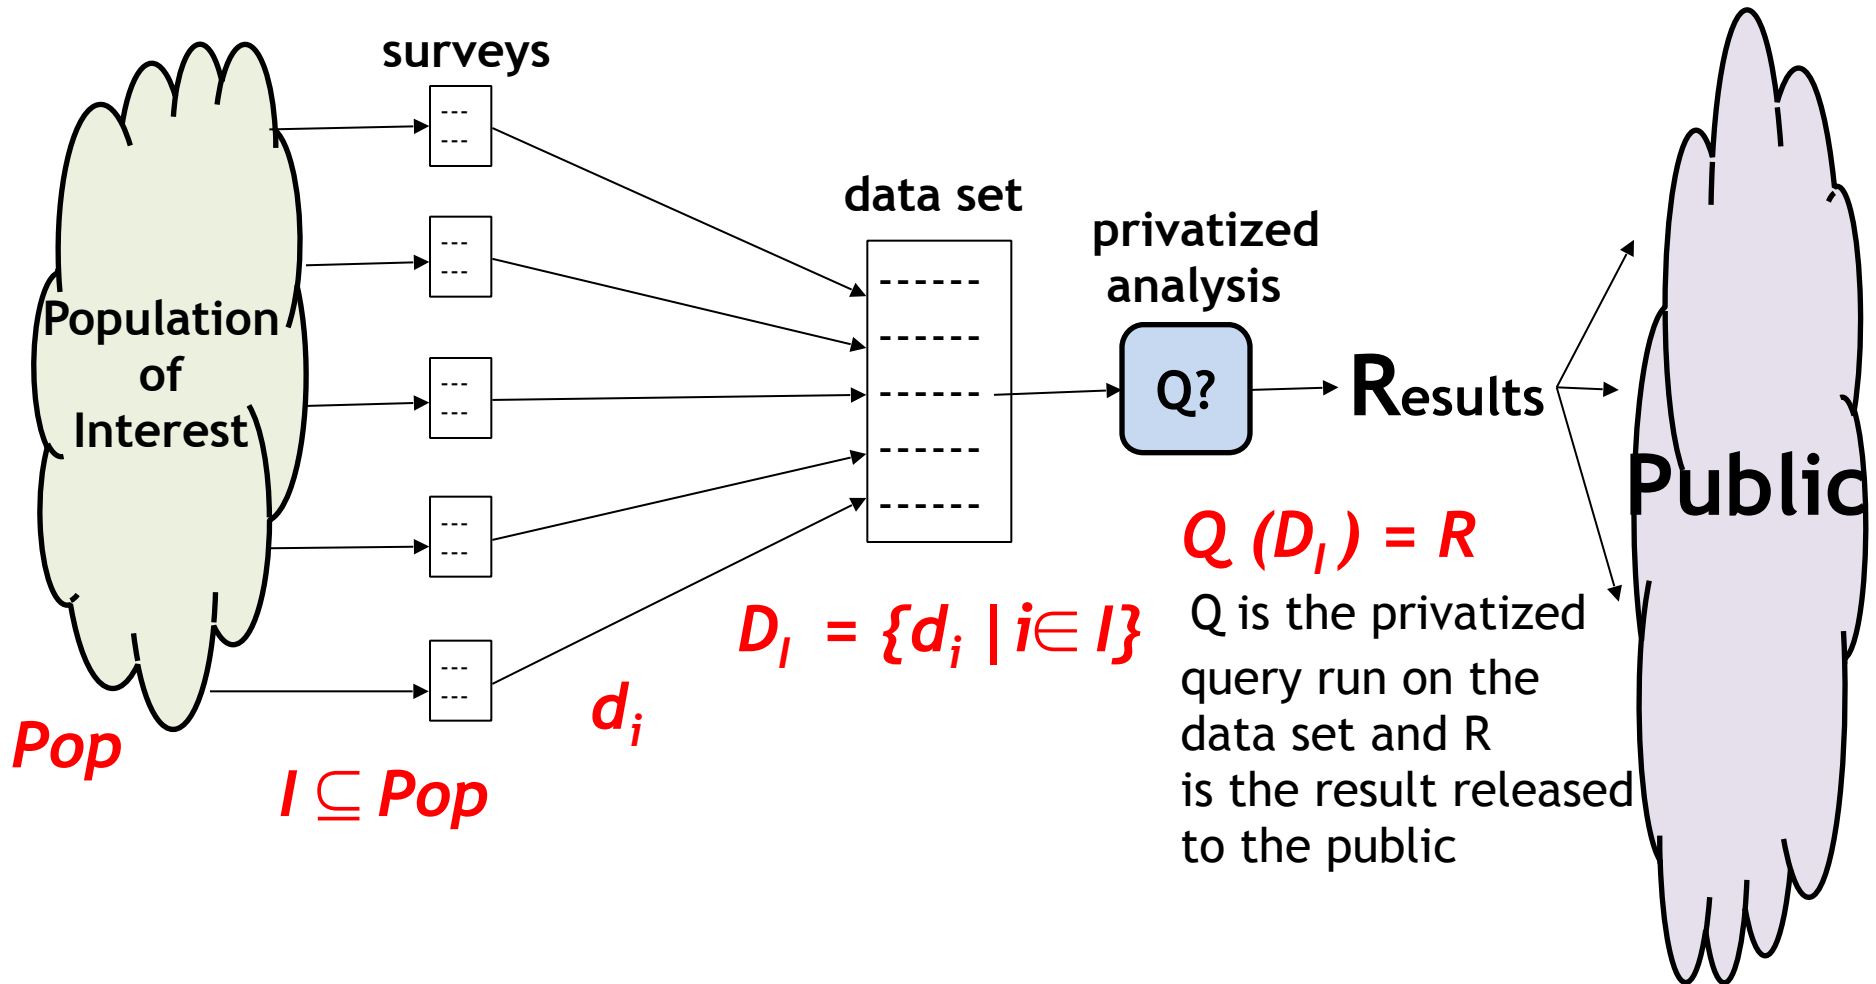 surveys
---
---
---
---
---
---
---
---
---
---
data set
------
------
------
------
------
privatized
analysis
Q?
Results
Population
of
Interest
Public
Pop
I ⊆ Pop
d_i
D_I = {d_i | i∈ I}
Q (D_I ) = R
Q is the privatized
query run on the
data set and R
is the result released
to the public